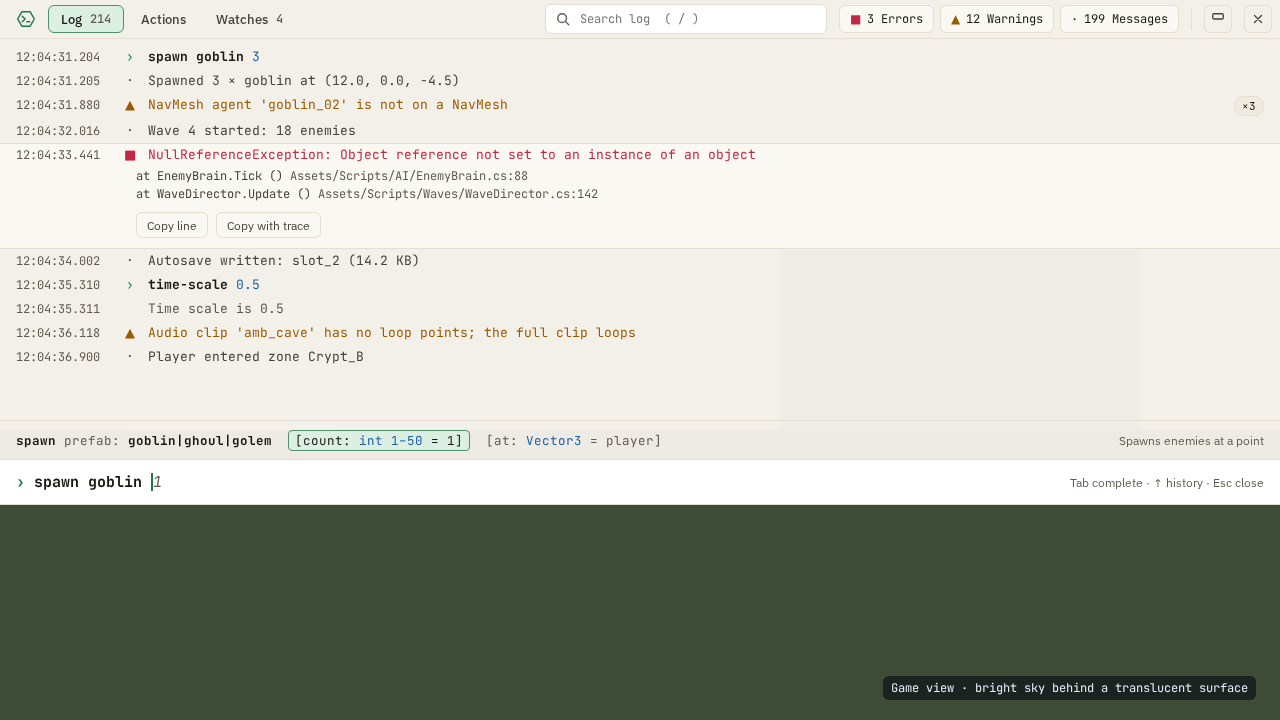 Log 214 Actions Watches 4 Search log ( / ) 3 Errors 12 Warnings · 199 Messages
12:04:31.204 › spawn goblin 3
12:04:31.205 · Spawned 3 × goblin at (12.0, 0.0, -4.5)
12:04:31.880 ▲ NavMesh agent 'goblin_02' is not on a NavMesh ×3
12:04:32.016 · Wave 4 started: 18 enemies
12:04:33.441 ■ NullReferenceException: Object reference not set to an instance of an object
at EnemyBrain.Tick () Assets/Scripts/AI/EnemyBrain.cs:88
at WaveDirector.Update () Assets/Scripts/Waves/WaveDirector.cs:142
Copy line Copy with trace
12:04:34.002 · Autosave written: slot_2 (14.2 KB)
12:04:35.310 › time-scale 0.5
12:04:35.311 Time scale is 0.5
12:04:36.118 ▲ Audio clip 'amb_cave' has no loop points; the full clip loops
12:04:36.900 · Player entered zone Crypt_B
spawn prefab: goblin|ghoul|golem [count: int 1–50 = 1] [at: Vector3 = player] Spawns enemies at a point
› spawn goblin 1 Tab complete · ↑ history · Esc close
Game view · bright sky behind a translucent surface